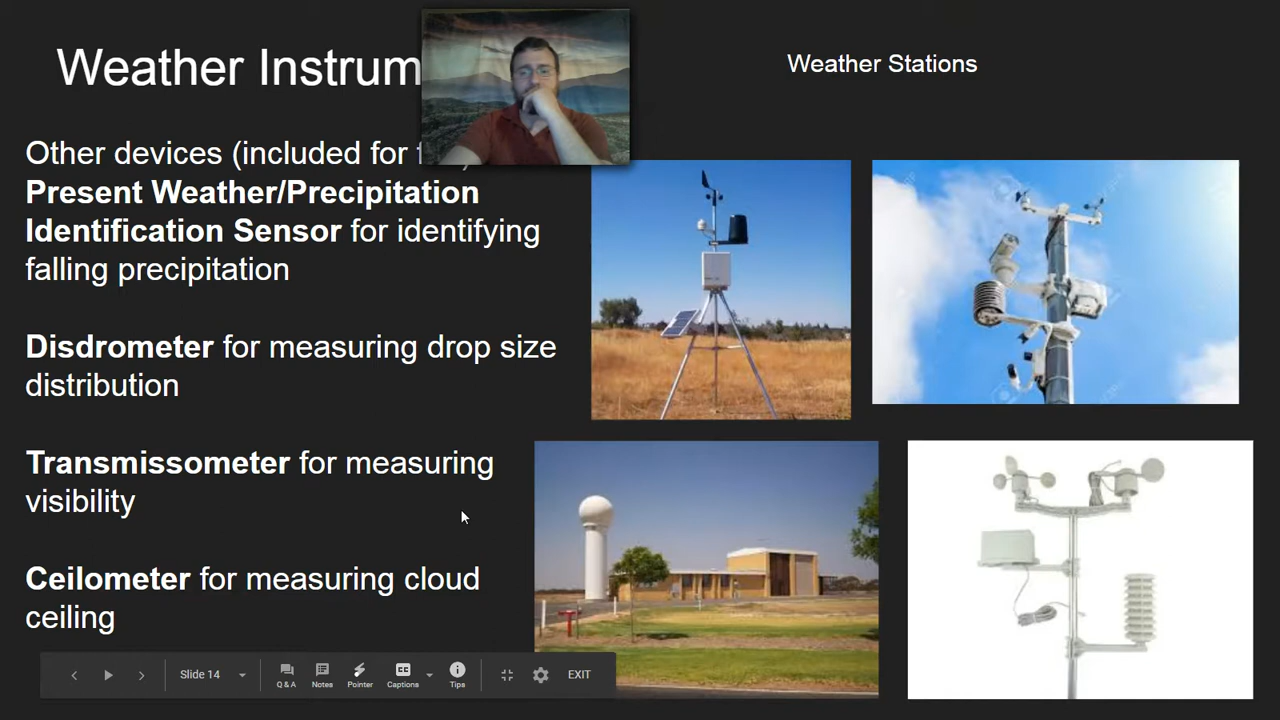 Weather Instrum
Weather Stations
Other devices (included for
Present Weather/Precipitation
Identification Sensor for identifying
falling precipitation
Disdrometer for measuring drop size
distribution
Transmissometer for measuring
visibility
Ceilometer for measuring cloud
ceiling
Slide 14
Q & A
Notes
Pointer
CC
Captions
Tips
EXIT